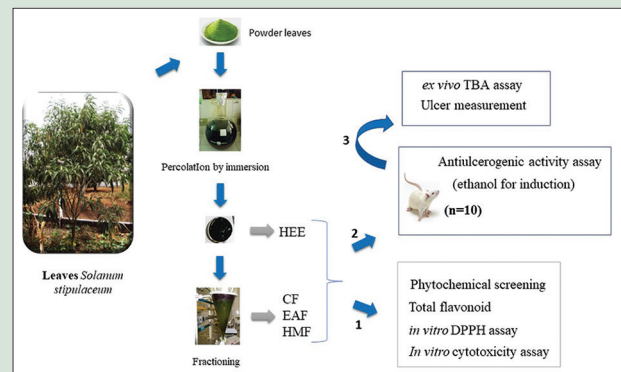 Powder leaves
PercolatIon by immersion
Leaves Solanum
stipulaceum
HEE
Fractioning
CF
EAF
HMF
1
Phytochemical screening
Total flavonoid
in vitro DPPH assay
In vitro cytotoxicity assay
2
Antiulcerogenic activity assay
(ethanol for induction)
(n=10)
3
ex vivo TBA assay
Ulcer measurement